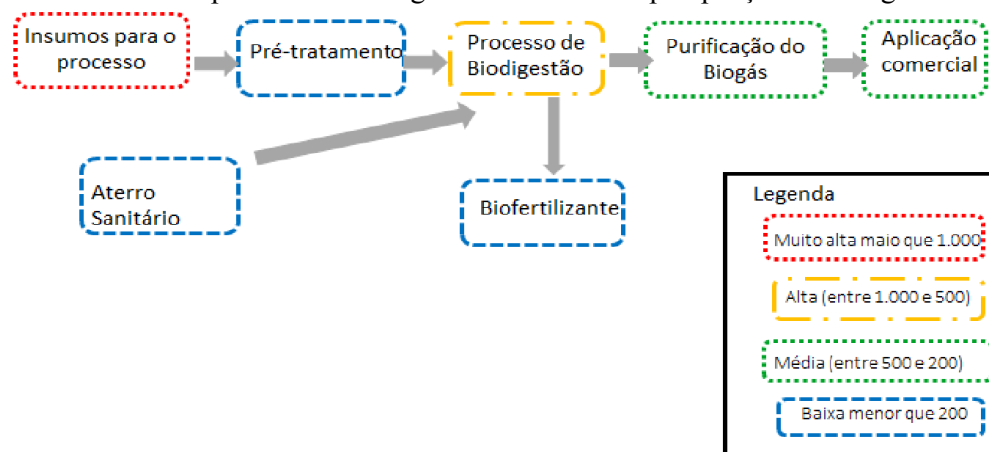 Insumos para o
processo
Pré-tratamento
Processo de
Biodigestão
Purificação do
Biogás
Aplicação
comercial
Aterro
Sanitário
Biofertilizante
Legenda
Muito alta maio que 1.000
Alta (entre 1.000 e 500)
Média (entre 500 e 200)
Baixa menor que 200